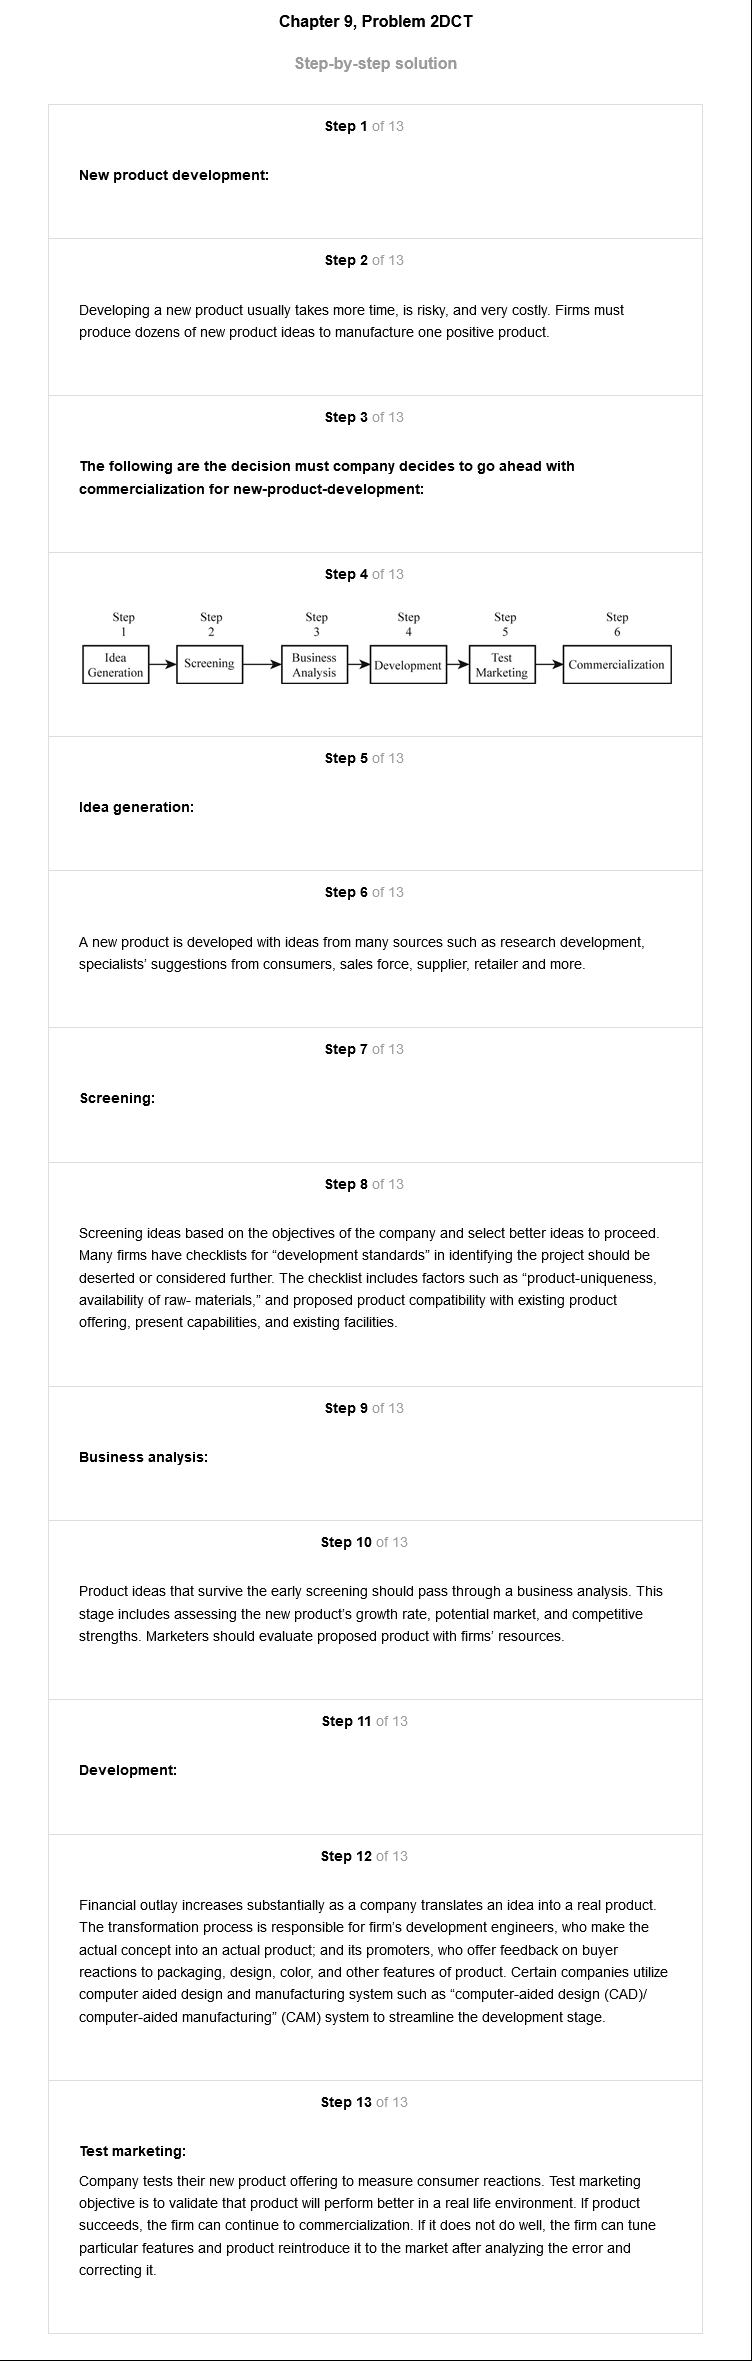 Chapter 9, Problem 2DCT
Step-by-step solution
Step 1 of 13
New product development:
Step 2 of 13
Developing a new product usually takes more time, is risky, and very costly. Firms must
produce dozens of new product ideas to manufacture one positive product.
Step 3 of 13
The following are the decision must company decides to go ahead with
commercialization for new-product-development:
Step 4 of 13
Step Step Step Step Step Step
1 2 3 4 5 6
Idea Generation
Screening
Business Analysis
Development
Test Marketing
Commercialization
Step 5 of 13
Idea generation:
Step 6 of 13
A new product is developed with ideas from many sources such as research development,
specialists' suggestions from consumers, sales force, supplier, retailer and more.
Step 7 of 13
Screening:
Step 8 of 13
Screening ideas based on the objectives of the company and select better ideas to proceed.
Many firms have checklists for “development standards” in identifying the project should be
deserted or considered further. The checklist includes factors such as “product-uniqueness,
availability of raw- materials,” and proposed product compatibility with existing product
offering, present capabilities, and existing facilities.
Step 9 of 13
Business analysis:
Step 10 of 13
Product ideas that survive the early screening should pass through a business analysis. This
stage includes assessing the new product’s growth rate, potential market, and competitive
strengths. Marketers should evaluate proposed product with firms’ resources.
Step 11 of 13
Development:
Step 12 of 13
Financial outlay increases substantially as a company translates an idea into a real product.
The transformation process is responsible for firm’s development engineers, who make the
actual concept into an actual product; and its promoters, who offer feedback on buyer
reactions to packaging, design, color, and other features of product. Certain companies utilize
computer aided design and manufacturing system such as “computer-aided design (CAD)/
computer-aided manufacturing” (CAM) system to streamline the development stage.
Step 13 of 13
Test marketing:
Company tests their new product offering to measure consumer reactions. Test marketing
objective is to validate that product will perform better in a real life environment. If product
succeeds, the firm can continue to commercialization. If it does not do well, the firm can tune
particular features and product reintroduce it to the market after analyzing the error and
correcting it.